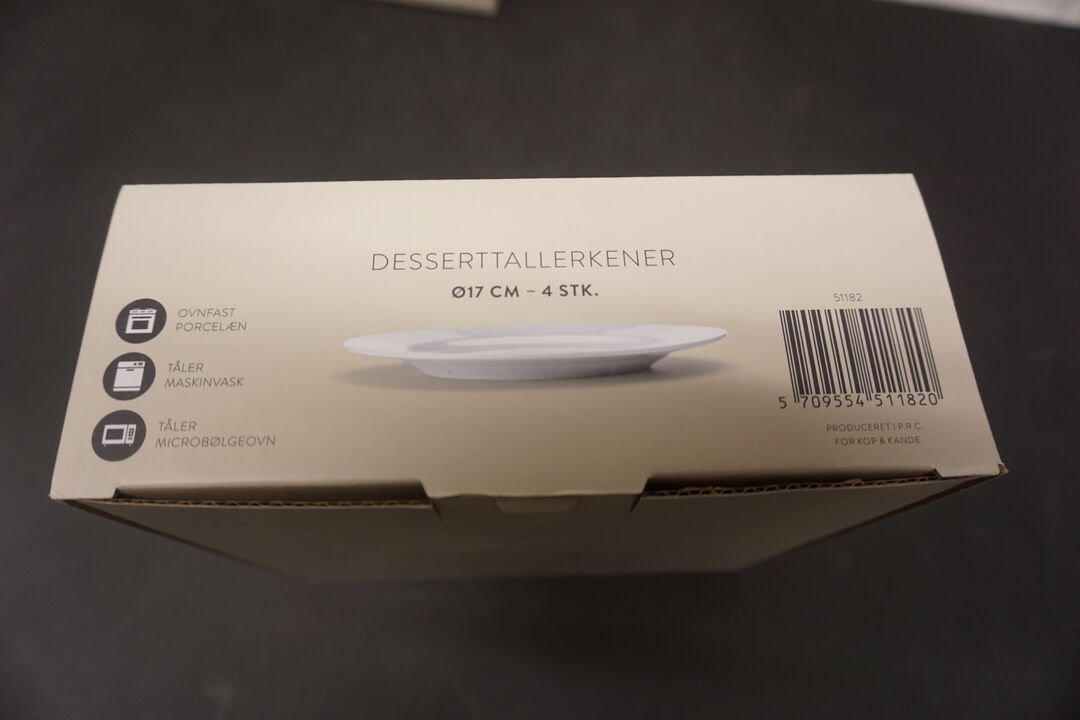 DESSERTTALLERKENER
Ø17 CM – 4 STK.
OVNFAST
PORCELÆN
TÅLER
MASKINVASK
TÅLER
MICROBØLGEOVN
51182
5 709554 511820
PRODUCERET I P.R.C.
FOR KOP & KANDE